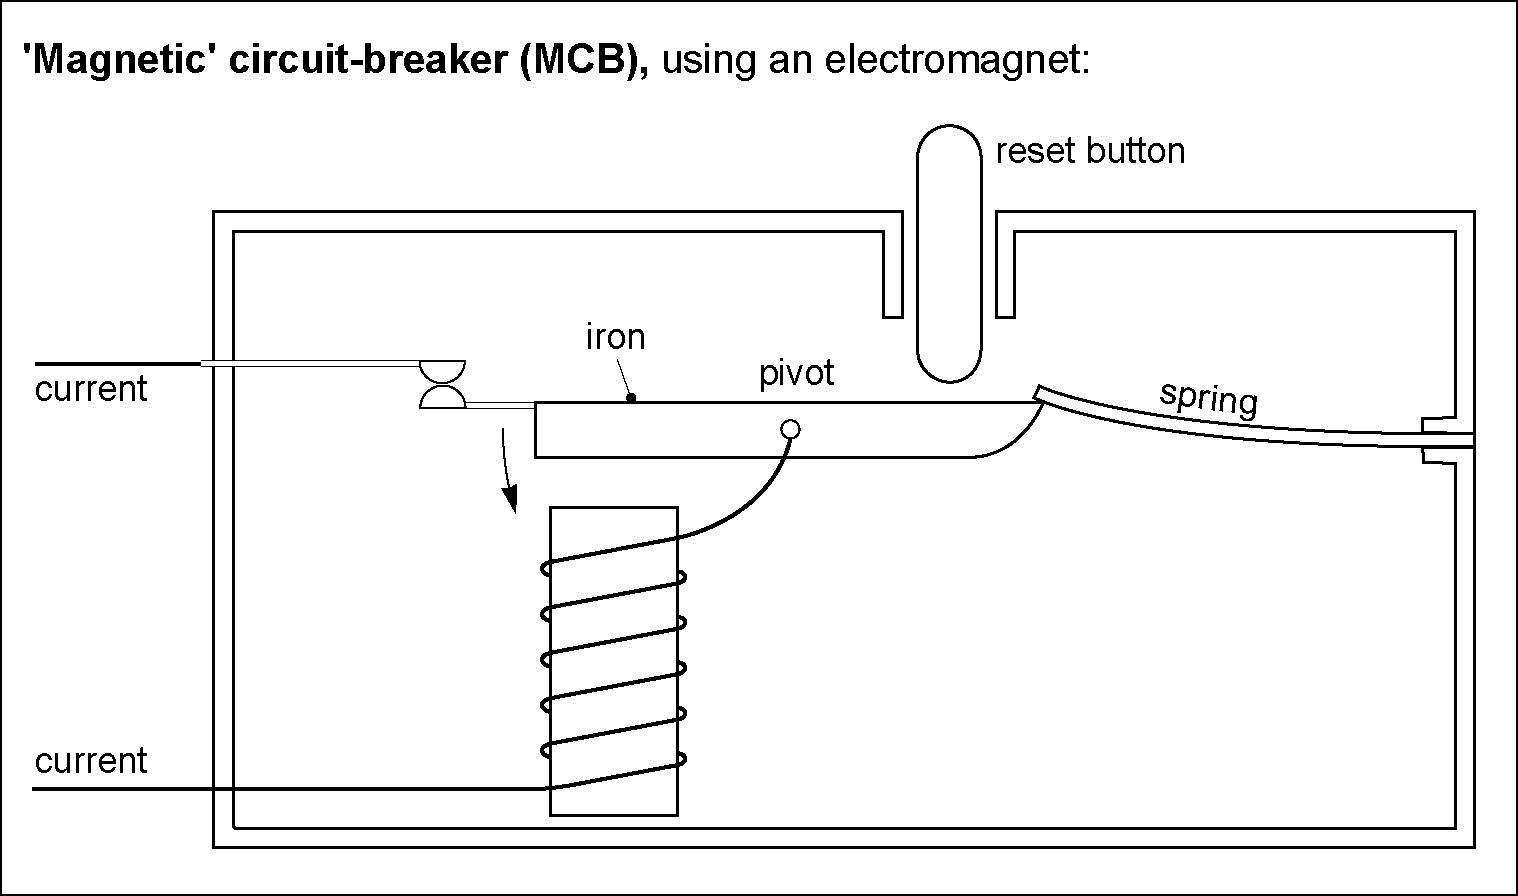 'Magnetic' circuit-breaker (MCB), using an electromagnet:
reset button
iron
pivot
current
spring
current